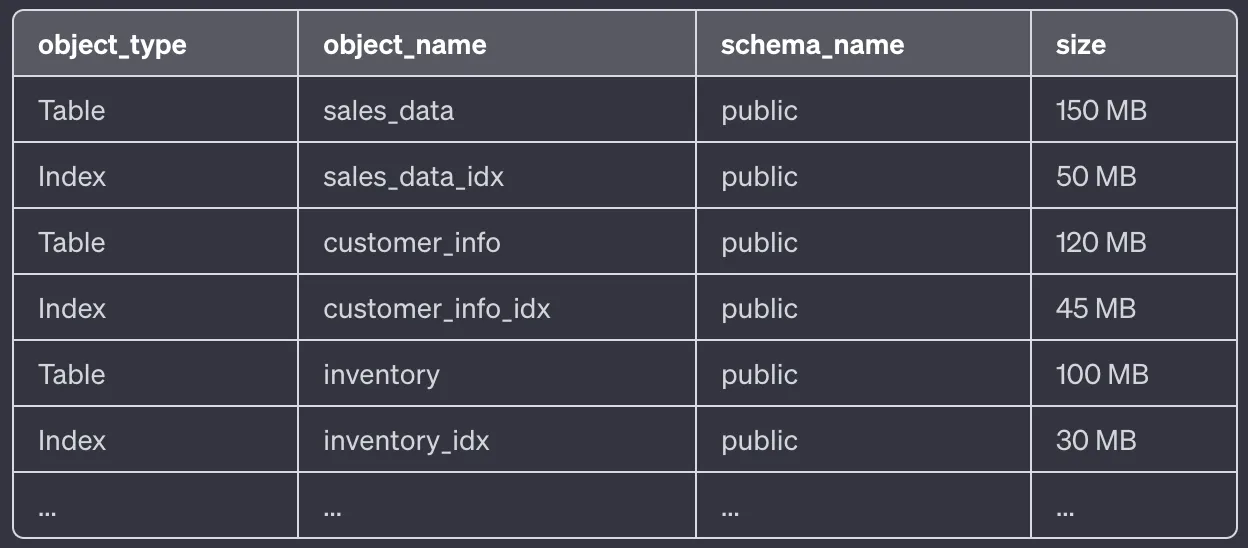 object_type object_name schema_name size
Table sales_data public 150 MB
Index sales_data_idx public 50 MB
Table customer_info public 120 MB
Index customer_info_idx public 45 MB
Table inventory public 100 MB
Index inventory_idx public 30 MB
... ... ... ...